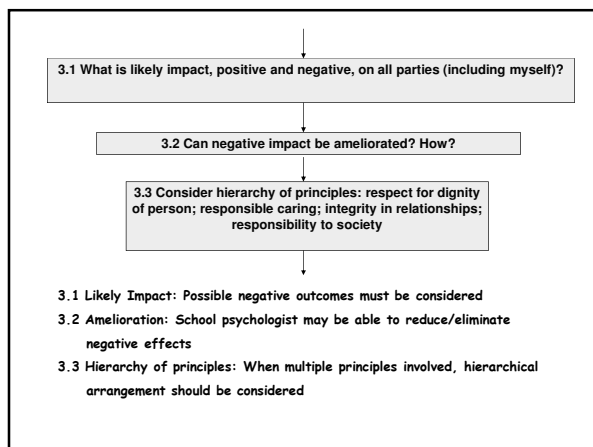 3.1 What is likely impact, positive and negative, on all parties (including myself)?
3.2 Can negative impact be ameliorated? How?
3.3 Consider hierarchy of principles: respect for dignity
of person; responsible caring; integrity in relationships;
responsibility to society
3.1 Likely Impact: Possible negative outcomes must be considered
3.2 Amelioration: School psychologist may be able to reduce/eliminate
negative effects
3.3 Hierarchy of principles: When multiple principles involved, hierarchical
arrangement should be considered